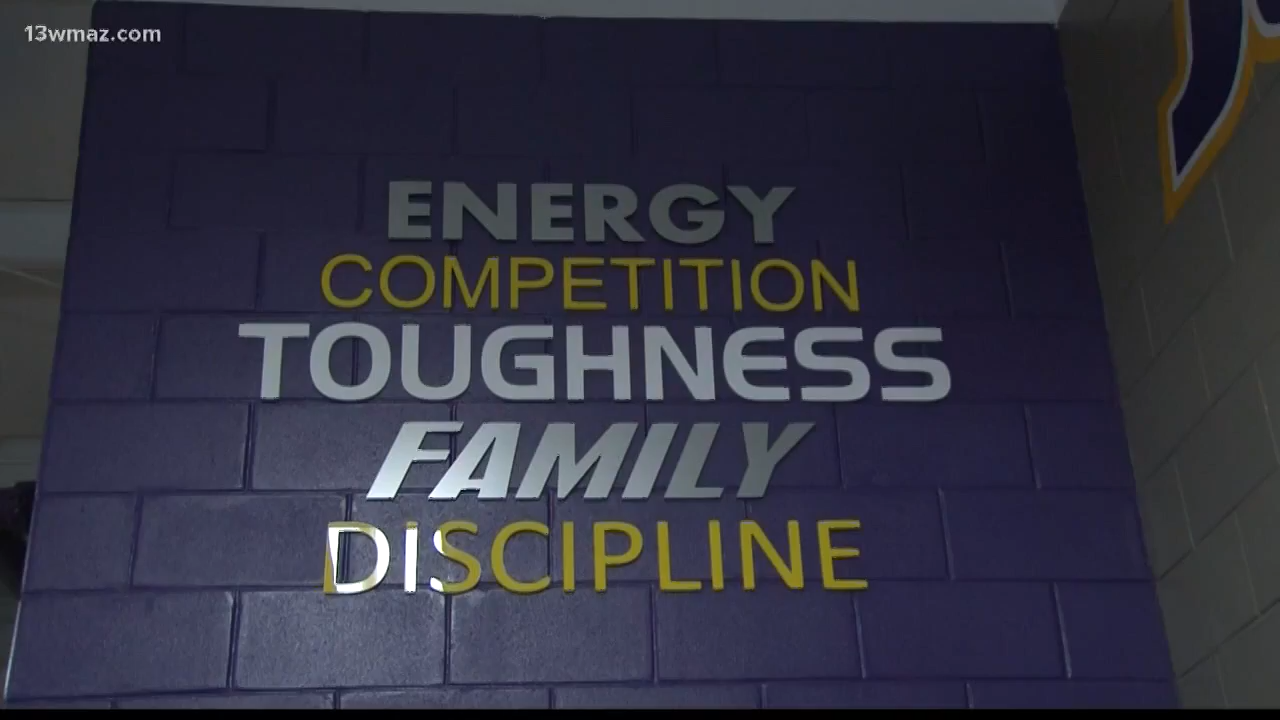 13wmaz.com
ENERGY
COMPETITION
TOUGHNESS
FAMILY
DISCIPLINE